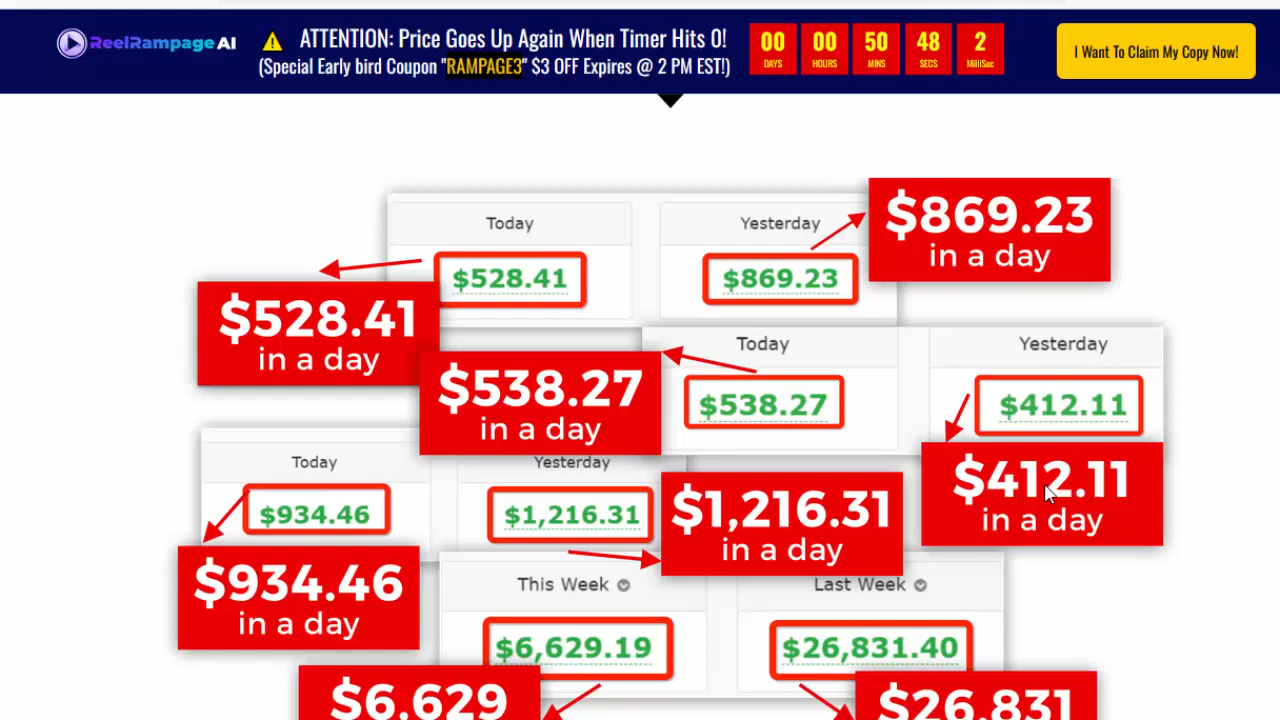 ReelRampage AI
ATTENTION: Price Goes Up Again When Timer Hits 0!
(Special Early bird Coupon "RAMPAGE3" $3 OFF Expires @ 2 PM EST!)
00
DAYS
00
HOURS
50
MINS
48
SECS
2
MilliSec
I Want To Claim My Copy Now!
Today
Yesterday
$869.23
in a day
$528.41
$869.23
$528.41
in a day
Today
Yesterday
$538.27
in a day
$538.27
$412.11
Today
Yesterday
$412.11
in a day
$934.46
$1,216.31
$1,216.31
in a day
$934.46
in a day
This Week
Last Week
$6,629.19
$26,831.40
$6,629
$26,831